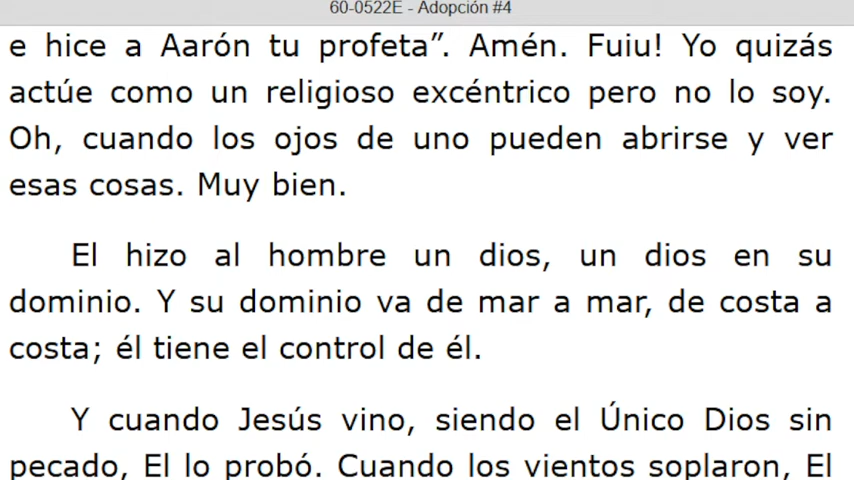 60-0522E - Adopción #4
e hice a Aarón tu profeta”. Amén. Fuiu! Yo quizás
actúe como un religioso excéntrico pero no lo soy.
Oh, cuando los ojos de uno pueden abrirse y ver
esas cosas. Muy bien.
El hizo al hombre un dios, un dios en su
dominio. Y su dominio va de mar a mar, de costa a
costa; él tiene el control de él.
Y cuando Jesús vino, siendo el Único Dios sin
pecado, El lo probó. Cuando los vientos soplaron, El